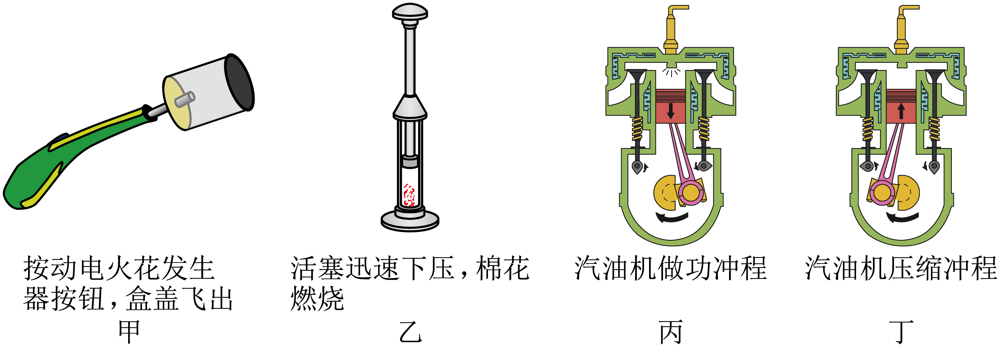 按动电火花发生
器按钮，盒盖飞出
甲
活塞迅速下压，棉花
燃烧
乙
汽油机做功冲程
丙
汽油机压缩冲程
丁